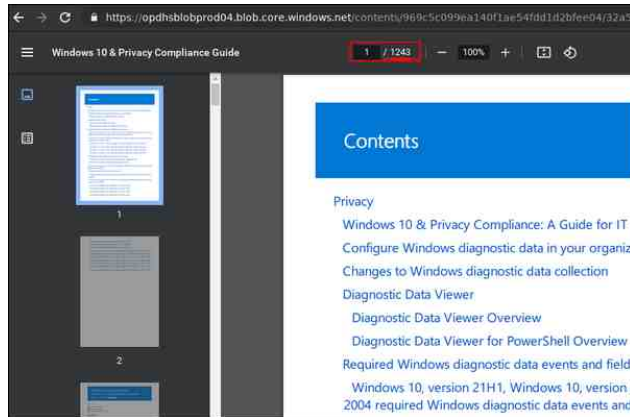 https://opdhsblobprod04.blob.core.windows.net/contents/969c5c099ea140f1ae54fdd1d2bfee04/32a5
Windows 10 & Privacy Compliance Guide
1 / 1243
100%
Contents
Privacy
Windows 10 & Privacy Compliance: A Guide for IT
Configure Windows diagnostic data in your organiz
Changes to Windows diagnostic data collection
Diagnostic Data Viewer
Diagnostic Data Viewer Overview
Diagnostic Data Viewer for PowerShell Overview
Required Windows diagnostic data events and field
Windows 10, version 21H1, Windows 10, version
2004 required Windows diagnostic data events and
1
2